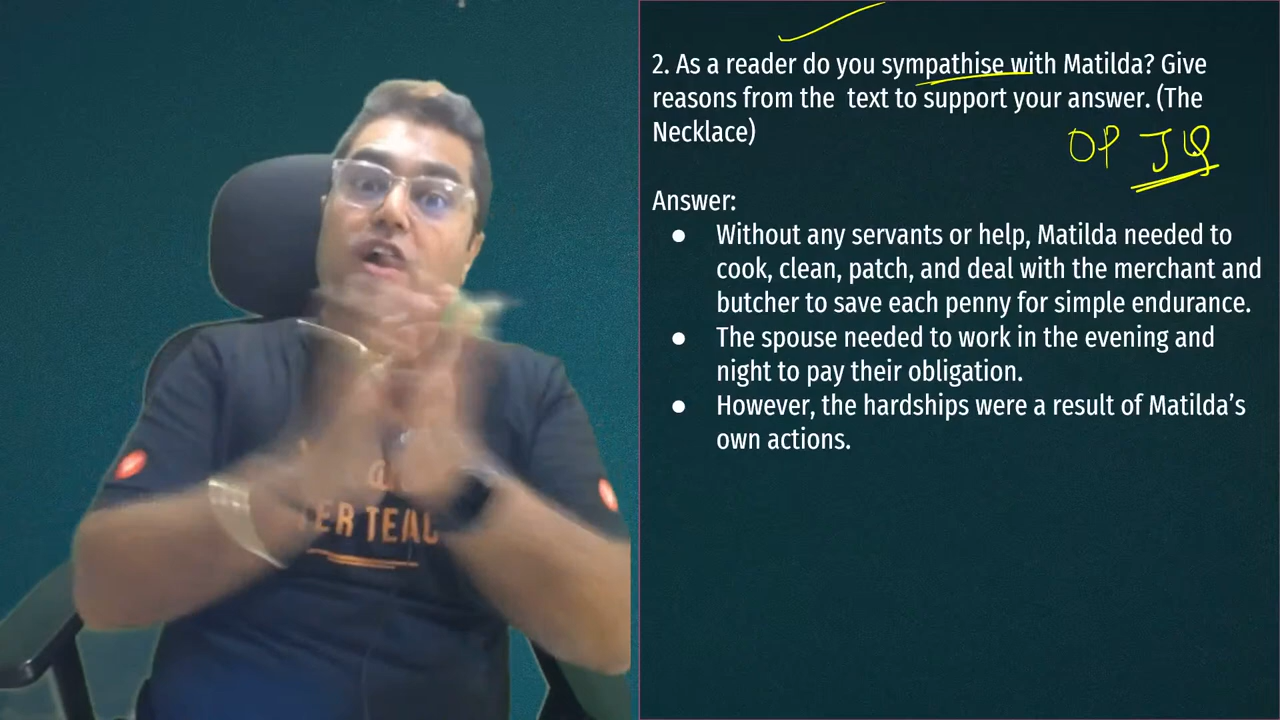 2. As a reader do you sympathise with Matilda? Give
reasons from the text to support your answer. (The
Necklace)
OP JQ
Answer:
● Without any servants or help, Matilda needed to
cook, clean, patch, and deal with the merchant and
butcher to save each penny for simple endurance.
● The spouse needed to work in the evening and
night to pay their obligation.
● However, the hardships were a result of Matilda's
own actions.